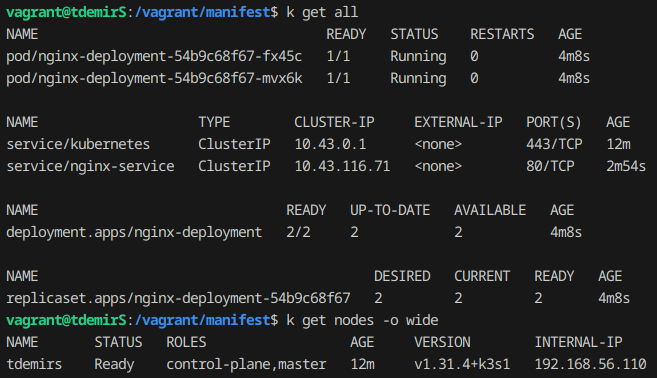 vagrant@tdemirS:/vagrant/manifest$ k get all
NAME                                    READY   STATUS    RESTARTS   AGE
pod/nginx-deployment-54b9c68f67-fx45c   1/1     Running   0          4m8s
pod/nginx-deployment-54b9c68f67-mvx6k   1/1     Running   0          4m8s
NAME                    TYPE        CLUSTER-IP     EXTERNAL-IP   PORT(S)   AGE
service/kubernetes      ClusterIP   10.43.0.1      <none>        443/TCP   12m
service/nginx-service   ClusterIP   10.43.116.71   <none>        80/TCP    2m54s
NAME                               READY   UP-TO-DATE   AVAILABLE   AGE
deployment.apps/nginx-deployment   2/2     2            2           4m8s
NAME                                          DESIRED   CURRENT   READY   AGE
replicaset.apps/nginx-deployment-54b9c68f67   2         2         2       4m8s
vagrant@tdemirS:/vagrant/manifest$ k get nodes -o wide
NAME      STATUS   ROLES                  AGE   VERSION        INTERNAL-IP
tdemirs   Ready    control-plane,master   12m   v1.31.4+k3s1   192.168.56.110